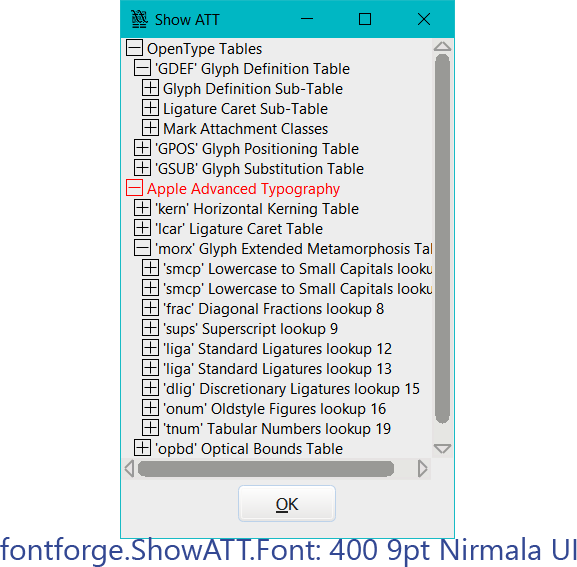 Show ATT
OpenType Tables
'GDEF' Glyph Definition Table
Glyph Definition Sub-Table
Ligature Caret Sub-Table
Mark Attachment Classes
'GPOS' Glyph Positioning Table
'GSUB' Glyph Substitution Table
Apple Advanced Typography
'kern' Horizontal Kerning Table
'lcar' Ligature Caret Table
'morx' Glyph Extended Metamorphosis Tal
'smcp' Lowercase to Small Capitals looku
'smcp' Lowercase to Small Capitals looku
'frac' Diagonal Fractions lookup 8
'sups' Superscript lookup 9
'liga' Standard Ligatures lookup 12
'liga' Standard Ligatures lookup 13
'dlig' Discretionary Ligatures lookup 15
'onum' Oldstyle Figures lookup 16
'tnum' Tabular Numbers lookup 19
'opbd' Optical Bounds Table
OK
fontforge.ShowATT.Font: 400 9pt Nirmala UI